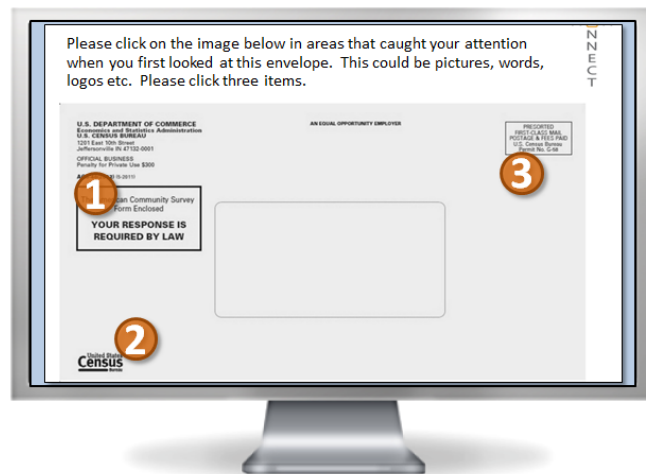 Please click on the image below in areas that caught your attention
when you first looked at this envelope. This could be pictures, words,
logos etc. Please click three items.
NNECT
U.S. DEPARTMENT OF COMMERCE
Economics and Statistics Administration
U.S. CENSUS BUREAU
1201 East 10th Street
Jeffersonville IN 47132-0001
OFFICIAL BUSINESS
Penalty for Private Use $300
AN EQUAL OPPORTUNITY EMPLOYER
PRESORTED
FIRST-CLASS MAIL
POSTAGE & FEES PAID
U.S. Census Bureau
Permit No. G-58
(5-2011)
1
Community Survey
Form Enclosed
YOUR RESPONSE IS
REQUIRED BY LAW
3
2
United States
Census
Bureau